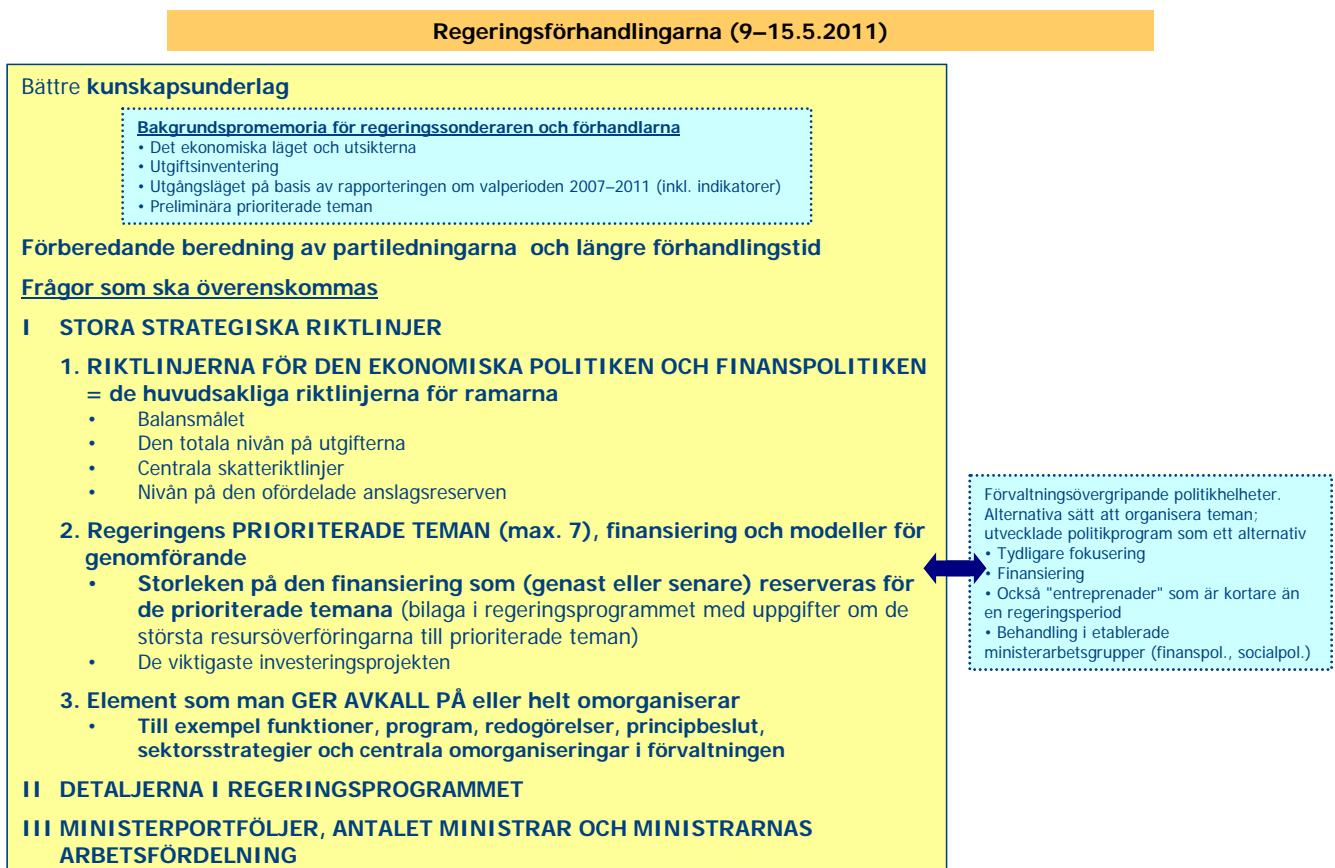 Regeringsförhandlingarna (9–15.5.2011)
Bättre kunskapsunderlag
Bakgrundspromemoria för regeringssonderaren och förhandlarna
• Det ekonomiska läget och utsikterna
• Utgiftsinventering
• Utgångsläget på basis av rapporteringen om valperioden 2007–2011 (inkl. indikatorer)
• Preliminära prioriterade teman
Förberedande beredning av partiledningarna och längre förhandlingstid
Frågor som ska överenskommas
I STORA STRATEGISKA RIKTLINJER
1. RIKTLINJERNA FÖR DEN EKONOMISKA POLITIKEN OCH FINANSPOLITIKEN
= de huvudsakliga riktlinjerna för ramarna
• Balansmålet
• Den totala nivån på utgifterna
• Centrala skatteriktlinjer
• Nivån på den ofördelade anslagsreserven
2. Regeringens PRIORITERADE TEMAN (max. 7), finansiering och modeller för
genomförande
• Storleken på den finansiering som (genast eller senare) reserveras för
de prioriterade temana (bilaga i regeringsprogrammet med uppgifter om de
största resursöverföringarna till prioriterade teman)
• De viktigaste investeringsprojekten
3. Element som man GER AVKALL PÅ eller helt omorganiserar
• Till exempel funktioner, program, redogörelser, principbeslut,
sektorsstrategier och centrala omorganiseringar i förvaltningen
II DETALJERNA I REGERINGSPROGRAMMET
III MINISTERPORTFÖLJER, ANTALET MINISTRAR OCH MINISTRARNAS
ARBETSFÖRDELNING
Förvaltningsövergripande politikhelheter.
Alternativa sätt att organisera teman;
utvecklade politikprogram som ett alternativ
• Tydligare fokusering
• Finansiering
• Också "entreprenader" som är kortare än
en regeringsperiod
• Behandling i etablerade
ministerarbetsgrupper (finanspol., socialpol.)